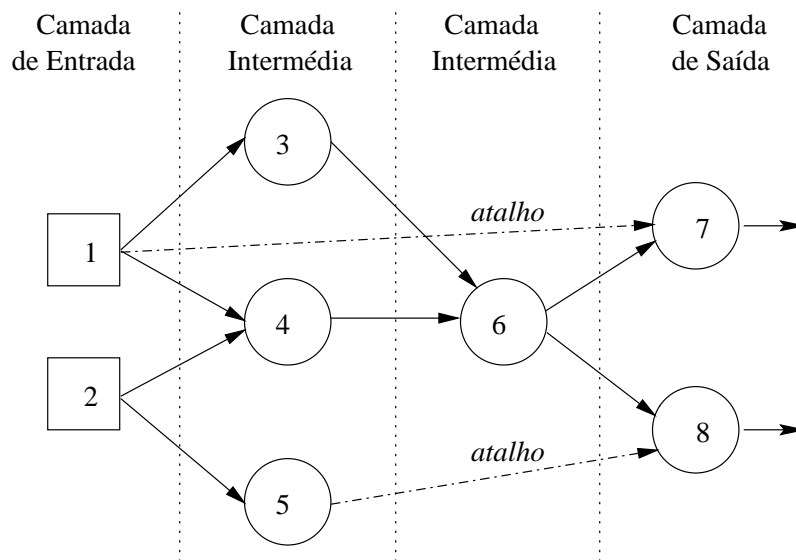 Camada
de Entrada
Camada
Intermédia
Camada
Intermédia
Camada
de Saída
3
atalho
7
1
4
6
2
8
atalho
5